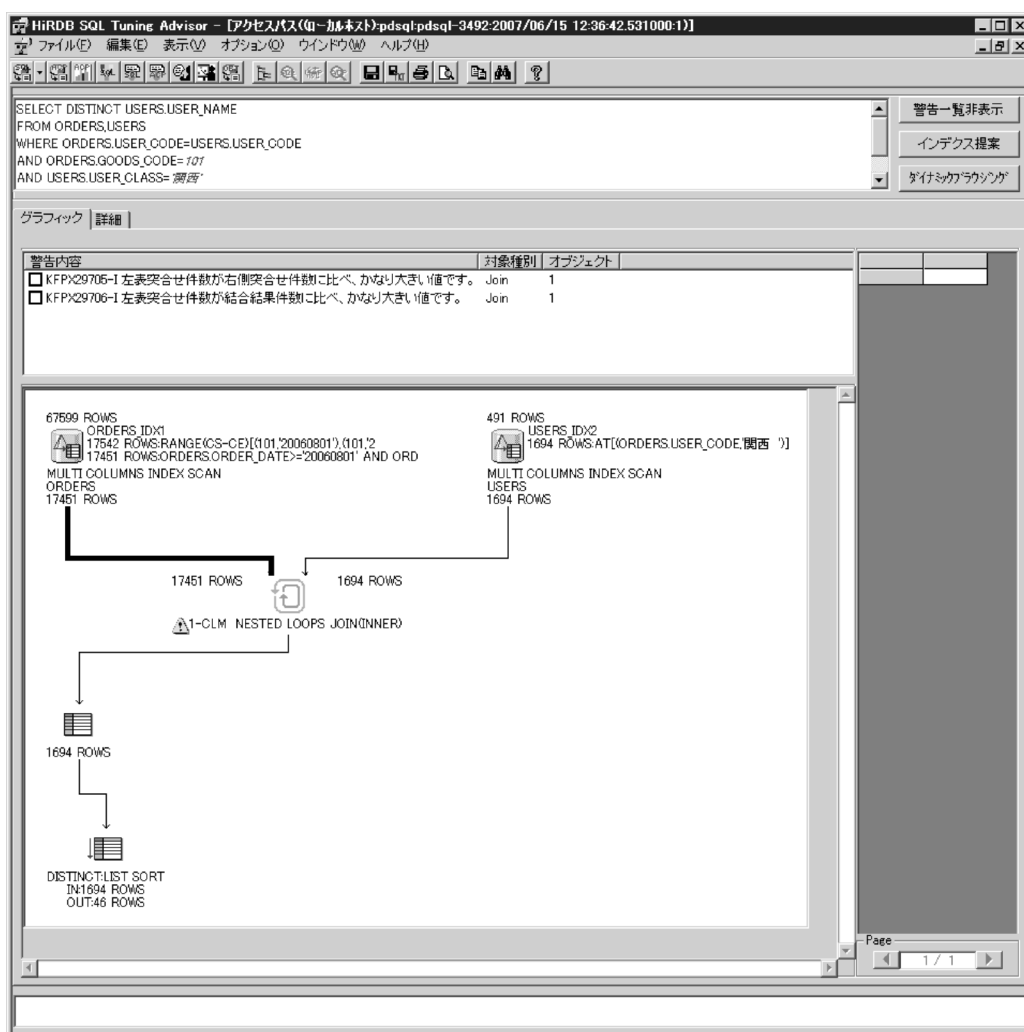 HiRDB SQL Tuning Advisor - [アクセスパス((ローカルホスト):pdsql:pdsql-3492:2007/06/15 12:36:42.531000:1)]
ファイル(F) 編集(E) 表示(V) オプション(O) ウインドウ(W) ヘルプ(H)
SELECT DISTINCT USERS.USER_NAME
FROM ORDERS,USERS
WHERE ORDERS.USER_CODE=USERS.USER_CODE
AND ORDERS.GOODS_CODE=101
AND USERS.USER_CLASS='関西'
警告一覧非表示
インデクス提案
ダイナミックブラウジング
グラフィック 詳細
警告内容 対象種別 オブジェクト
KFPX29705-I 左表突合せ件数が右側突合せ件数に比べ、かなり大きい値です。 Join 1
KFPX29706-I 左表突合せ件数が結合結果件数に比べ、かなり大きい値です。 Join 1
67599 ROWS
ORDERS_IDX1
17542 ROWS:RANGE(CS-CE)[(101,'20060801'),(101,'2
17451 ROWS:ORDERS.ORDER_DATE>='20060801' AND ORD
MULTI COLUMNS INDEX SCAN
ORDERS
17451 ROWS
491 ROWS
USERS_IDX2
1694 ROWS:AT[(ORDERS.USER_CODE,'関西 ')]
MULTI COLUMNS INDEX SCAN
USERS
1694 ROWS
17451 ROWS 1694 ROWS
1-CLM NESTED LOOPS JOIN(INNER)
1694 ROWS
DISTINCT:LIST SORT
IN:1694 ROWS
OUT:46 ROWS
Page
1 / 1